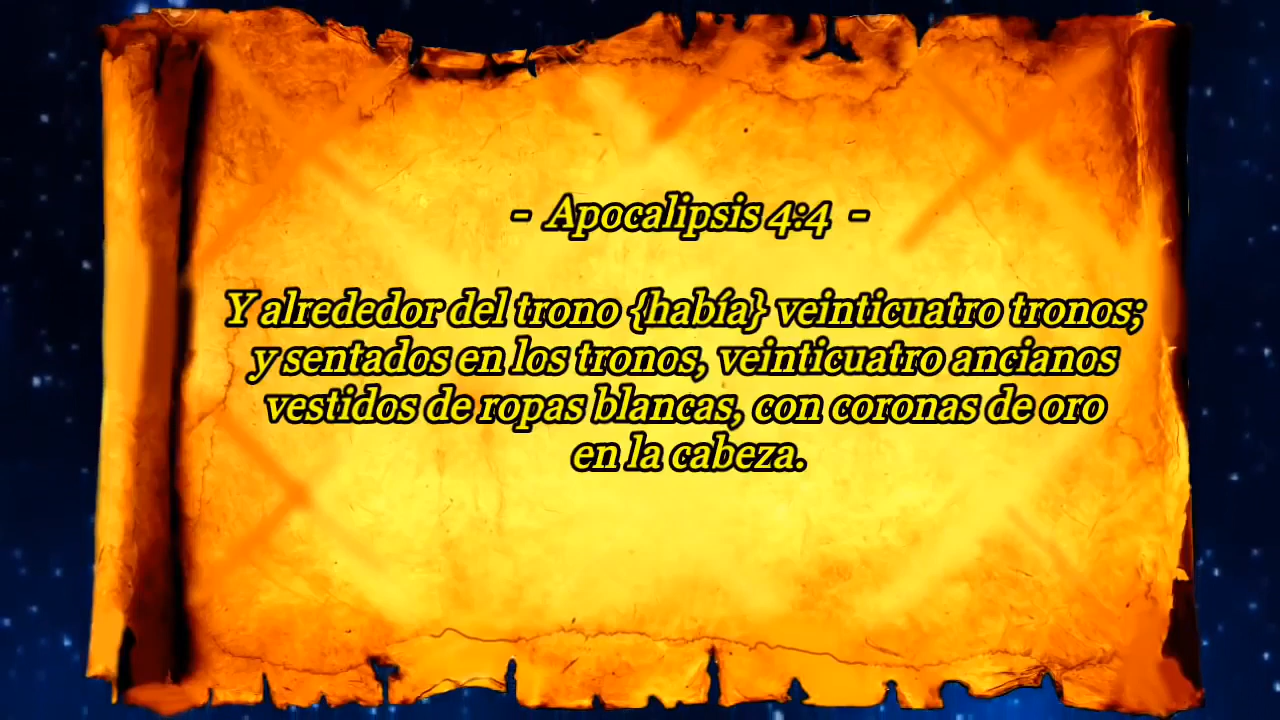 - Apocalipsis 4:4 -
Y alrededor del trono {había} veinticuatro tronos;
y sentados en los tronos, veinticuatro ancianos
vestidos de ropas blancas, con coronas de oro
en la cabeza.